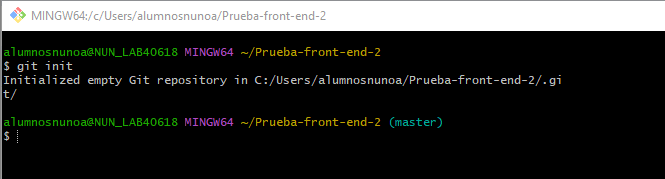 MINGW64:/c/Users/alumnosnunoa/Prueba-front-end-2
alumnosnunoa@NUN_LAB40618 MINGW64 ~/Prueba-front-end-2
$ git init
Initialized empty Git repository in C:/Users/alumnosnunoa/Prueba-front-end-2/.gi
t/
alumnosnunoa@NUN_LAB40618 MINGW64 ~/Prueba-front-end-2 (master)
$